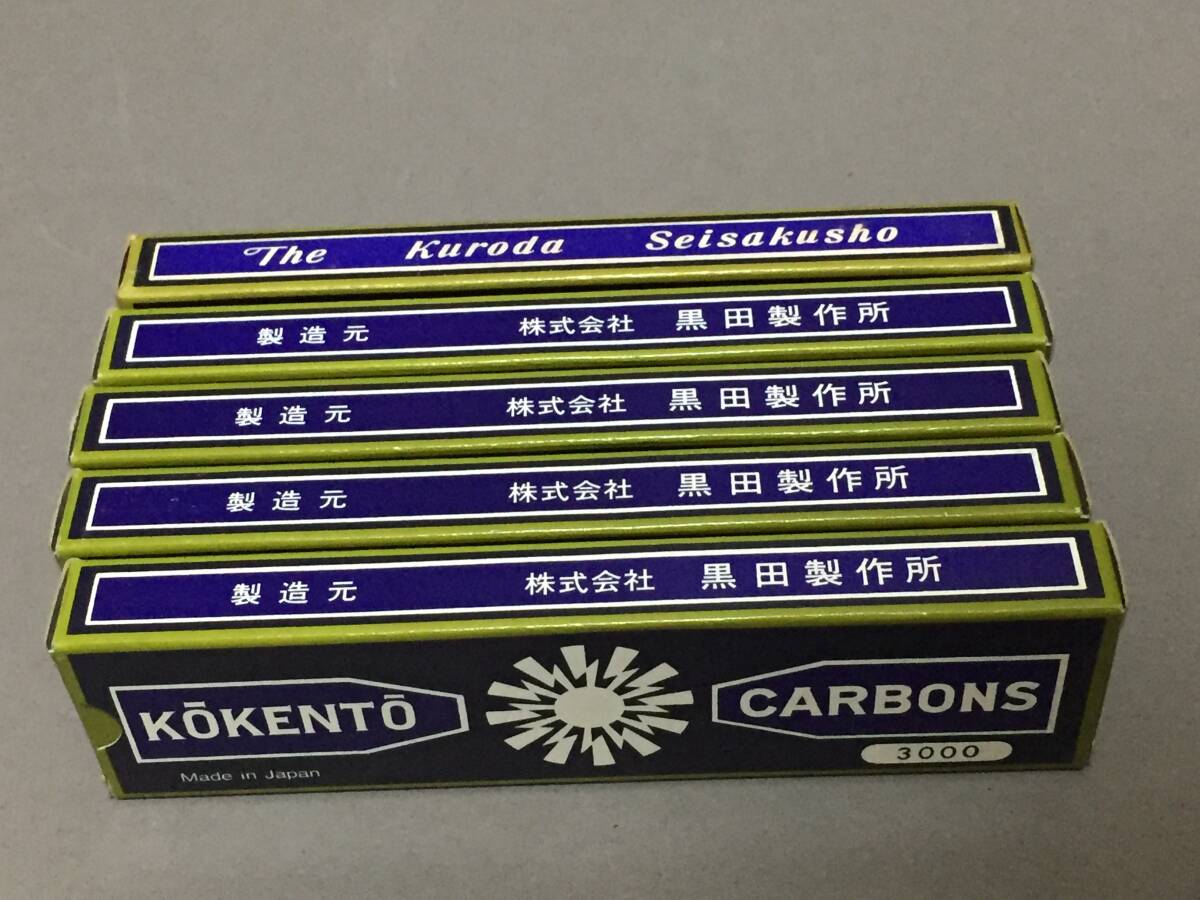 The Kuroda Seisakusho
製造元 株式会社 黒田製作所
製造元 株式会社 黒田製作所
製造元 株式会社 黒田製作所
製造元 株式会社 黒田製作所
KŌKENTŌ CARBONS
3000
Made in Japan